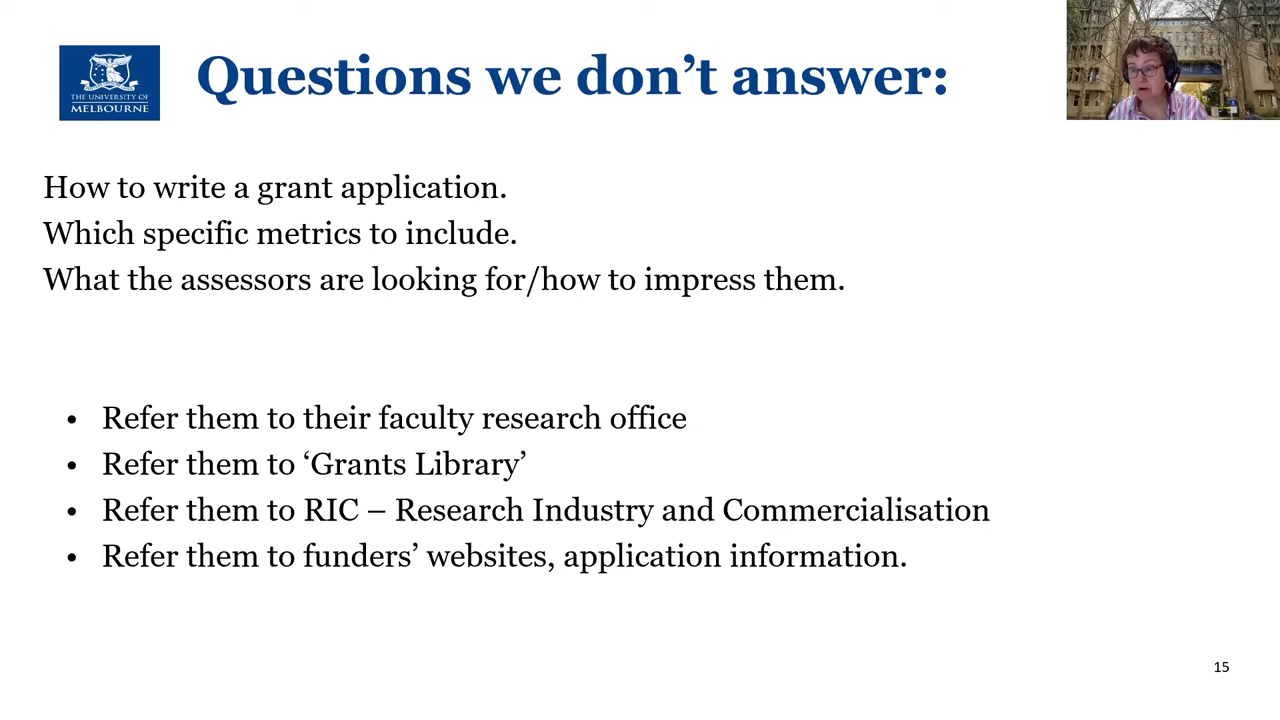 THE UNIVERSITY OF
MELBOURNE
Questions we don’t answer:
How to write a grant application.
Which specific metrics to include.
What the assessors are looking for/how to impress them.
• Refer them to their faculty research office
• Refer them to ‘Grants Library’
• Refer them to RIC – Research Industry and Commercialisation
• Refer them to funders’ websites, application information.
15